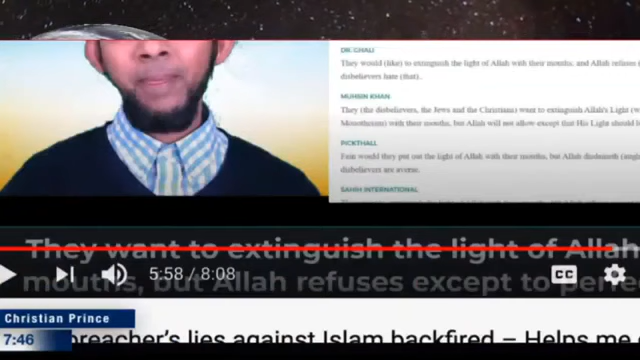 DR. GHALI
They would (like) to extinguish the light of Allah with their mouths, and Allah refuses
disbelievers hate (that).
MUHSIN KHAN
They (the disbelievers, the Jews and the Christians) want to extinguish Allah's Light (w
Monotheism) with their mouths, but Allah will not allow except that His Light should
PICKTHALL
Fain would they put out the light of Allah with their mouths, but Allah disdaineth
disbelievers are averse.
SAHIH INTERNATIONAL
They want to extinguish the light of Allah
mouths, but Allah refuses except to perfe
5:58 / 8:08
CC
Christian Prince
7:46
preacher's lies against Islam backfired – Helps me